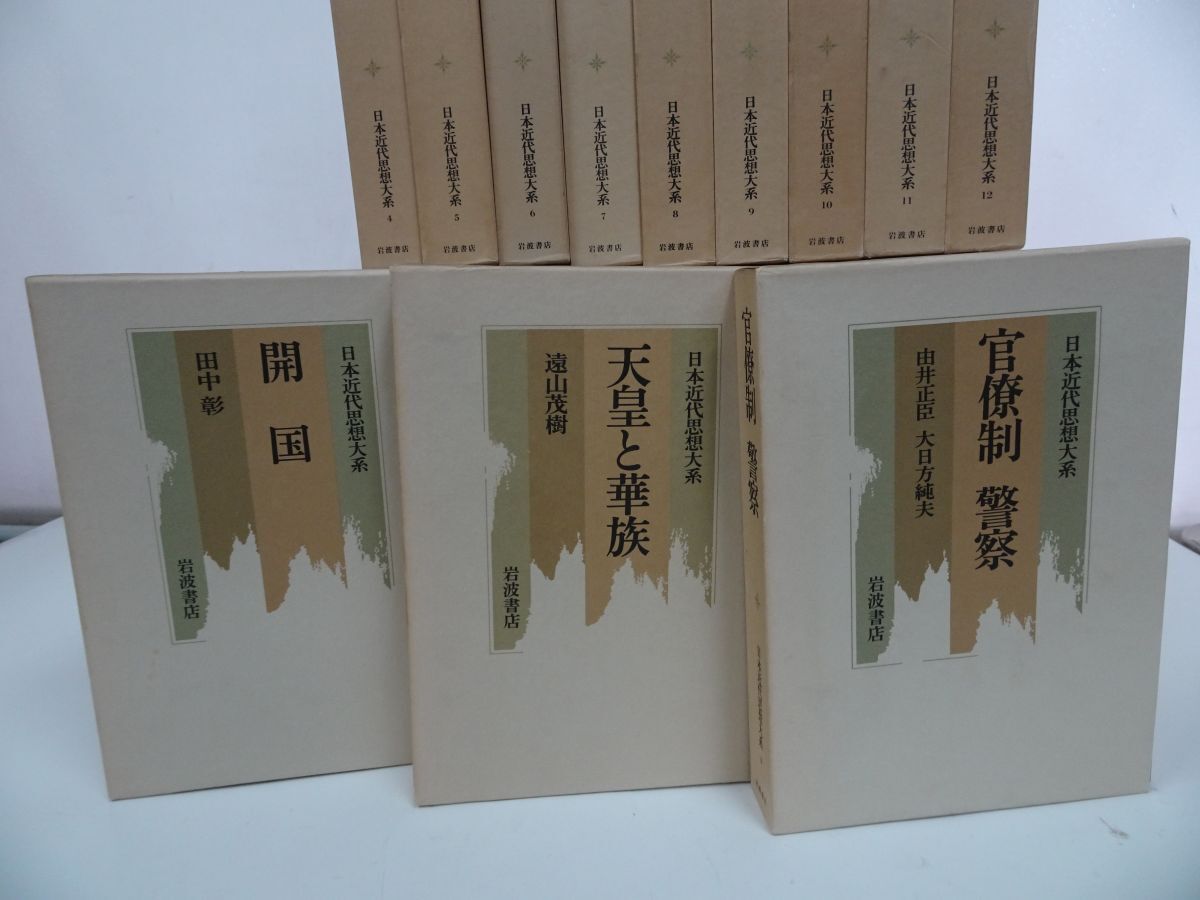 日本近代思想大系
4
岩波書店
日本近代思想大系
5
岩波書店
日本近代思想大系
6
岩波書店
日本近代思想大系
7
岩波書店
日本近代思想大系
8
岩波書店
日本近代思想大系
9
岩波書店
日本近代思想大系
10
岩波書店
日本近代思想大系
11
岩波書店
日本近代思想大系
12
岩波書店
日本近代思想大系
開国
田中 彰
岩波書店
日本近代思想大系
天皇と華族
遠山茂樹
岩波書店
官僚制 警察
日本近代思想大系
官僚制 警察
由井正臣 大日方純夫
岩波書店